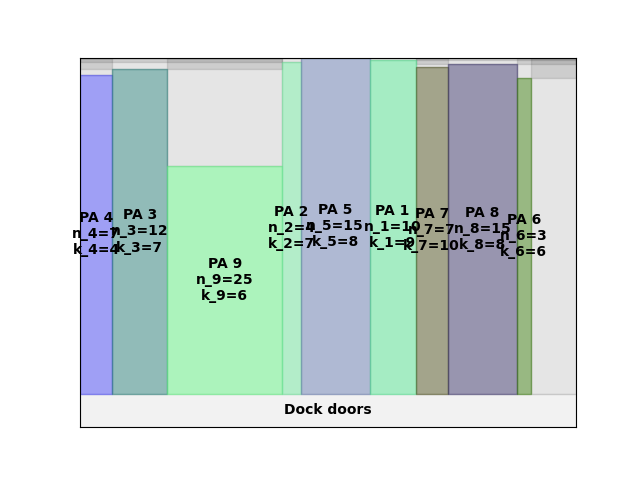 PA 4
n_4=7
k_4=4
PA 3
n_3=12
k_3=7
PA 9
n_9=25
k_9=6
PA 2
n_2=4
k_2=7
PA 5
n_5=15
k_5=8
PA 1
n_1=10
k_1=9
PA 7
n_7=7
k_7=10
PA 8
n_8=15
k_8=8
PA 6
n_6=3
k_6=6
Dock doors